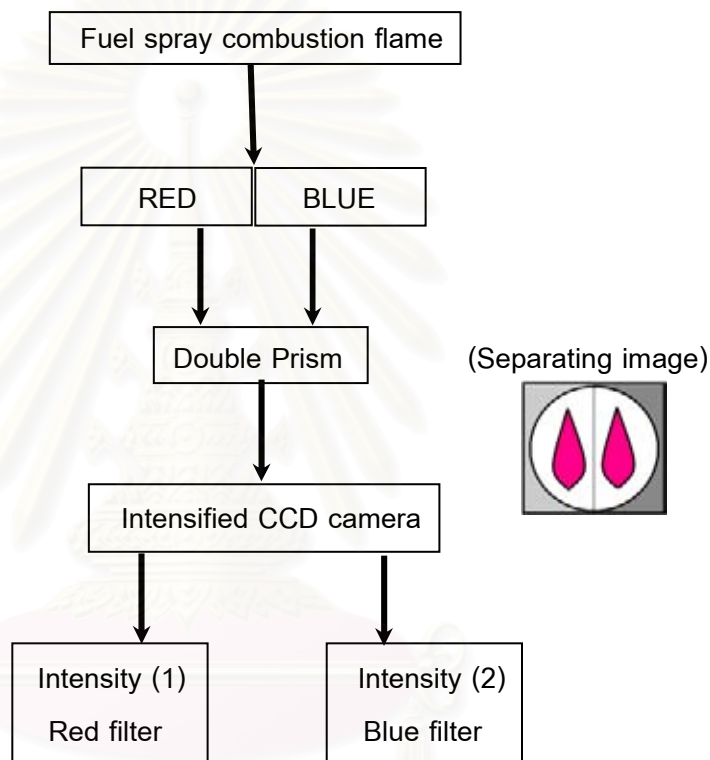 Fuel spray combustion flame
RED
BLUE
Double Prism
(Separating image)
Intensified CCD camera
Intensity (1)
Red filter
Intensity (2)
Blue filter